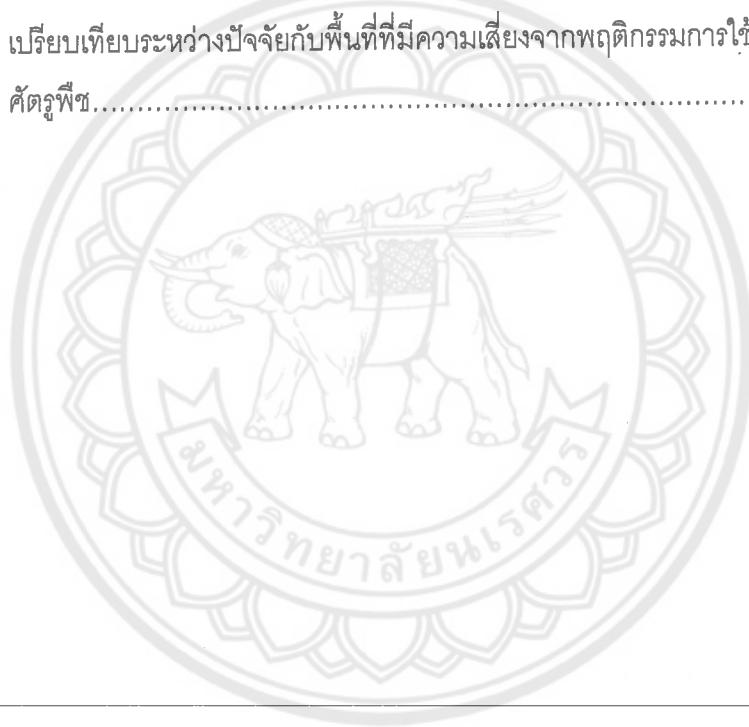 เปรียบเทียบระหว่างปัจจัยกับพื้นที่ที่มีความเสี่ยงจากพฤติกรรมการใช้
ศัตรูพืช........................................................................
มหาวิทยาลัยนเรศวร